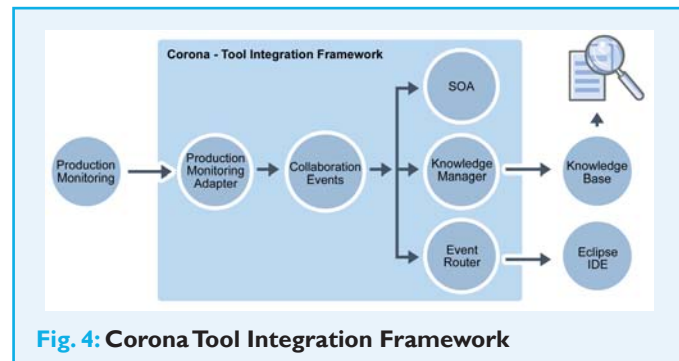 Corona - Tool Integration Framework
SOA
Production
Monitoring
Production
Monitoring
Adapter
Collaboration
Events
Knowledge
Manager
Knowledge
Base
Event
Router
Eclipse
IDE
Fig. 4: Corona Tool Integration Framework